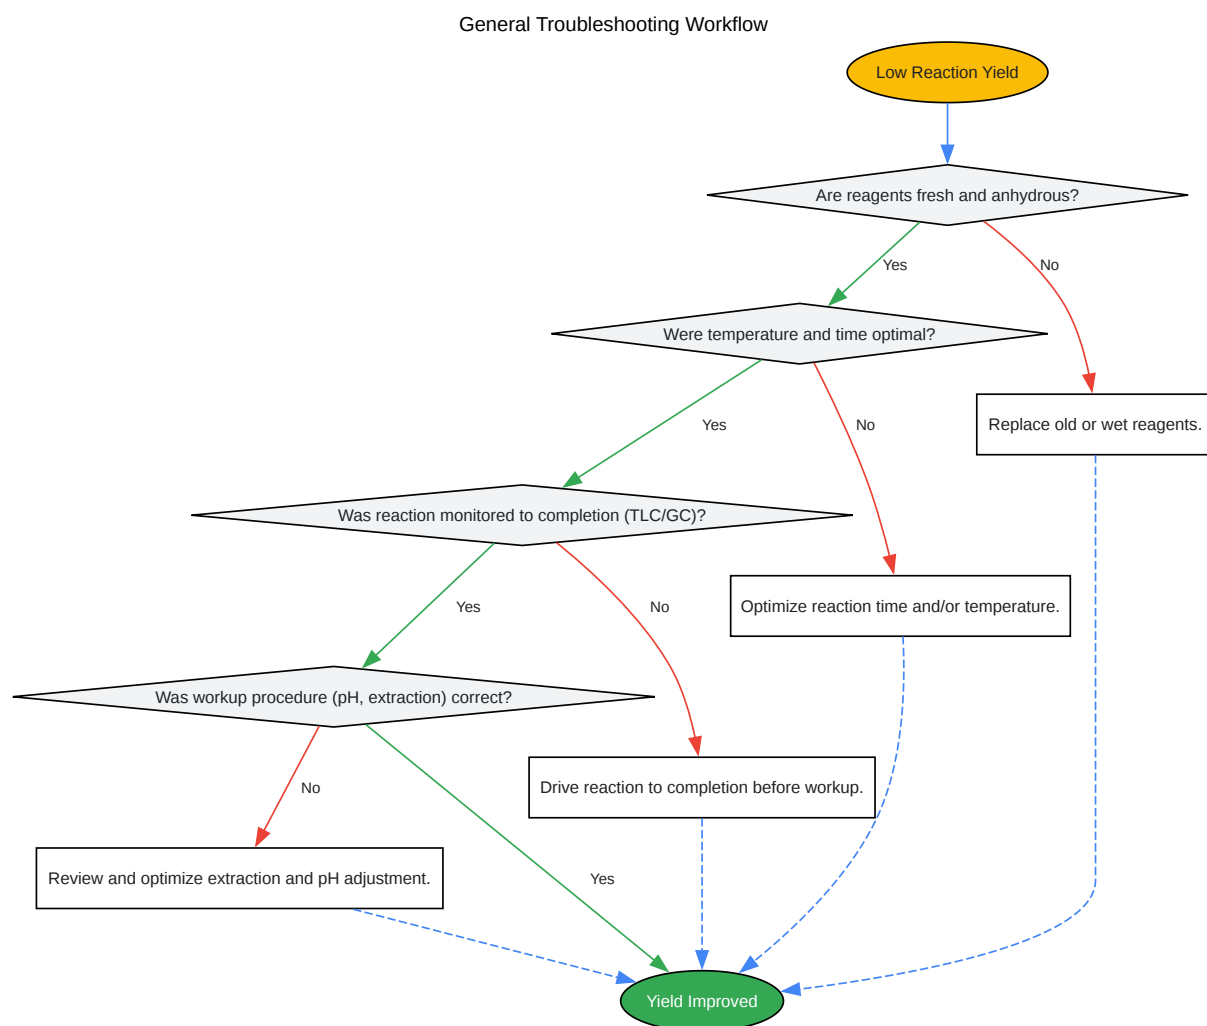 General Troubleshooting Workflow
Low Reaction Yield
Are reagents fresh and anhydrous?
Yes
No
Were temperature and time optimal?
Yes
No
Replace old or wet reagents.
Was reaction monitored to completion (TLC/GC)?
Yes
No
Optimize reaction time and/or temperature.
Was workup procedure (pH, extraction) correct?
No
Drive reaction to completion before workup.
Review and optimize extraction and pH adjustment.
Yes
Yield Improved